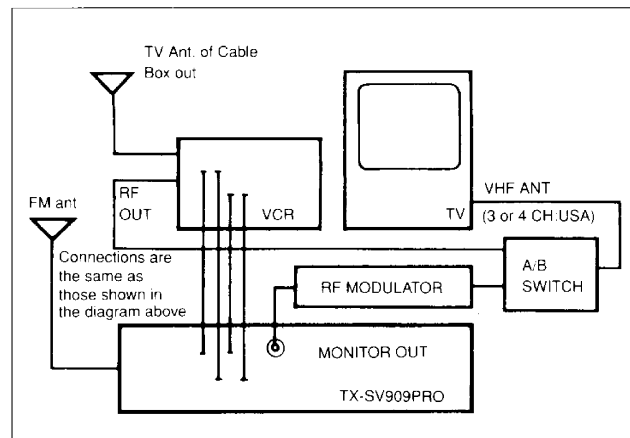 TV Ant. of Cable
Box out
FM ant
RF
OUT
VCR
TV
VHF ANT
(3 or 4 CH:USA)
Connections are
the same as
those shown in
the diagram above
RF MODULATOR
A/B
SWITCH
MONITOR OUT
TX-SV909PRO